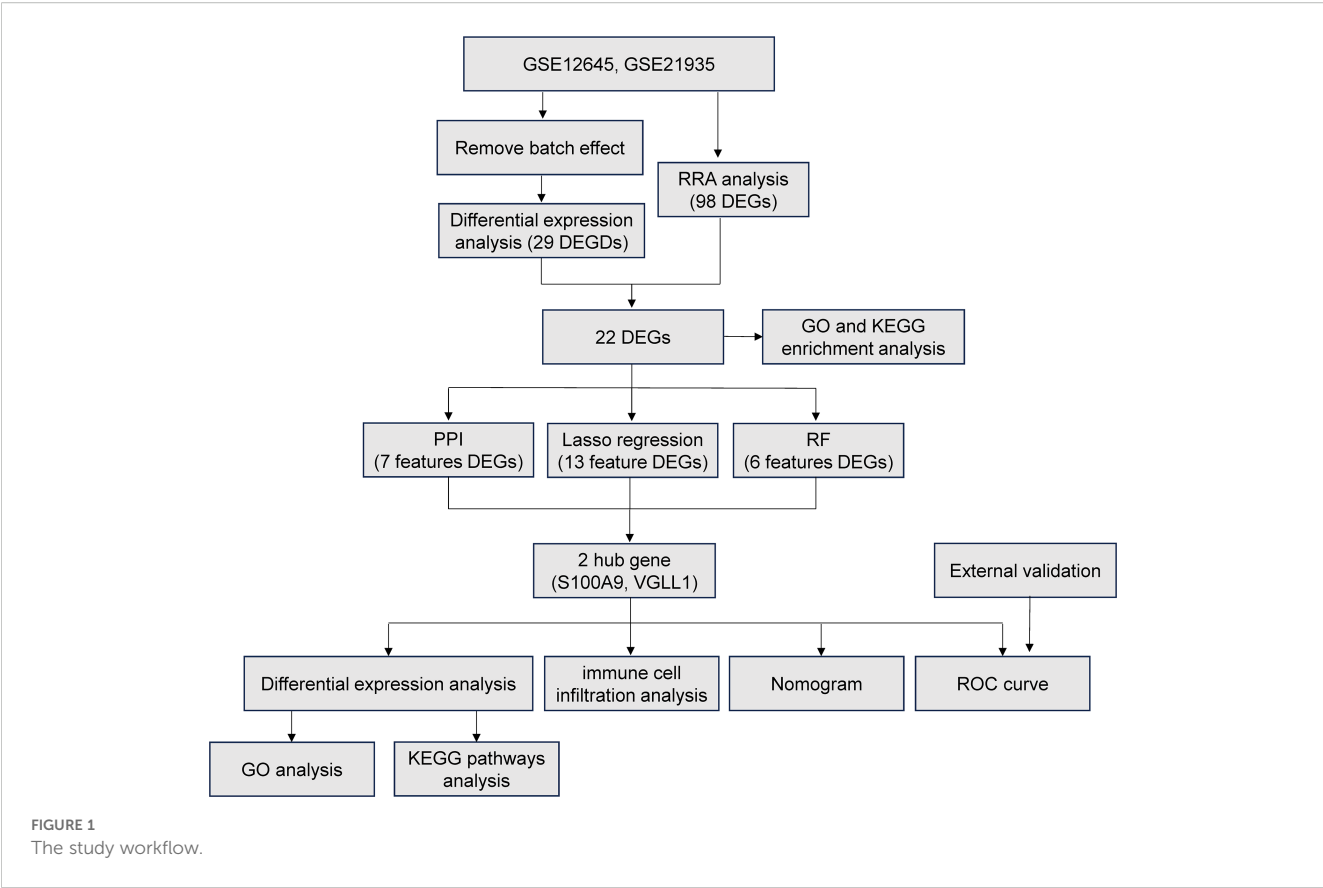 GSE12645, GSE21935
Remove batch effect
RRA analysis
(98 DEGs)
Differential expression
analysis (29 DEGDs)
22 DEGs
GO and KEGG
enrichment analysis
PPI
(7 features DEGs)
Lasso regression
(13 feature DEGs)
RF
(6 features DEGs)
2 hub gene
(S100A9, VGLL1)
External validation
Differential expression analysis
immune cell
infiltration analysis
Nomogram
ROC curve
GO analysis
KEGG pathways
analysis
FIGURE 1
The study workflow.